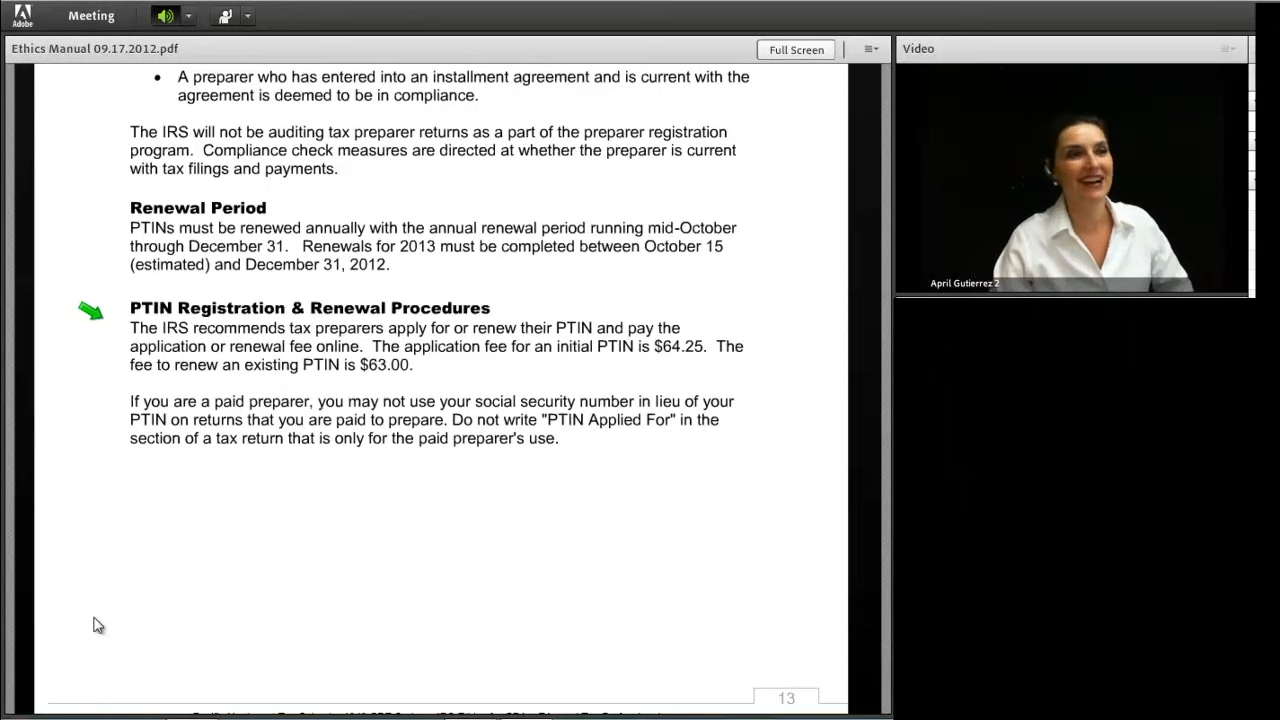 Adobe
Meeting
Ethics Manual 09.17.2012.pdf
Full Screen
Video
• A preparer who has entered into an installment agreement and is current with the
agreement is deemed to be in compliance.
The IRS will not be auditing tax preparer returns as a part of the preparer registration
program.  Compliance check measures are directed at whether the preparer is current
with tax filings and payments.
Renewal Period
PTINs must be renewed annually with the annual renewal period running mid-October
through December 31.   Renewals for 2013 must be completed between October 15
(estimated) and December 31, 2012.
PTIN Registration & Renewal Procedures
The IRS recommends tax preparers apply for or renew their PTIN and pay the
application or renewal fee online.  The application fee for an initial PTIN is $64.25.  The
fee to renew an existing PTIN is $63.00.
If you are a paid preparer, you may not use your social security number in lieu of your
PTIN on returns that you are paid to prepare. Do not write "PTIN Applied For" in the
section of a tax return that is only for the paid preparer's use.
13
April Gutierrez 2